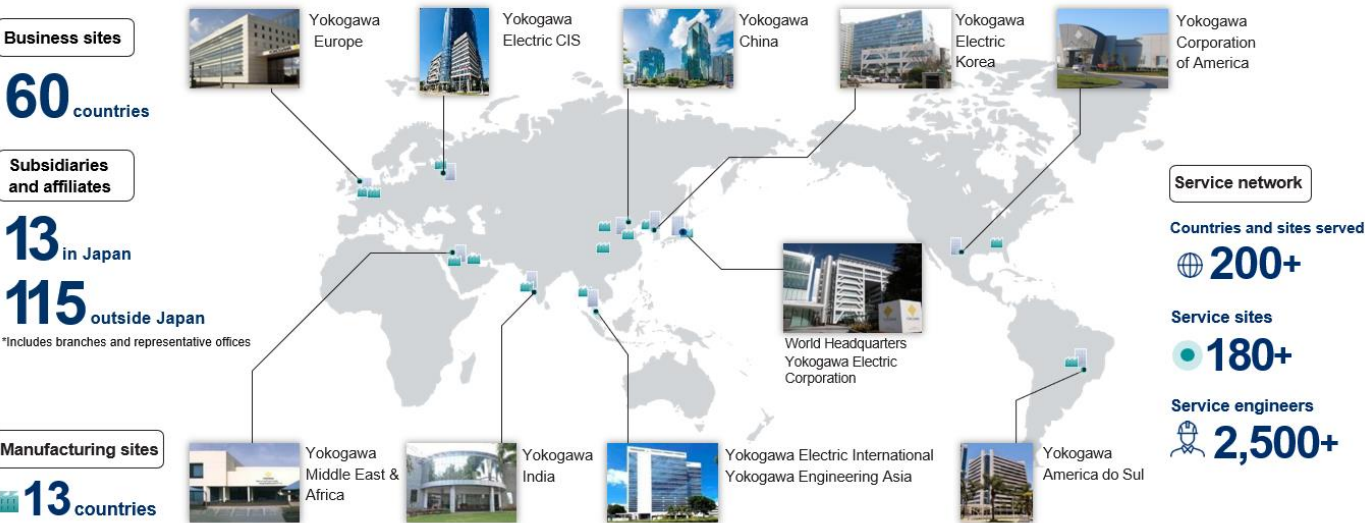 Business sites
60 countries
Subsidiaries
and affiliates
13 in Japan
115 outside Japan
*Includes branches and representative offices
Manufacturing sites
13 countries
Yokogawa
Europe
Yokogawa
Electric CIS
Yokogawa
China
Yokogawa
Electric
Korea
Yokogawa
Corporation
of America
World Headquarters
Yokogawa Electric
Corporation
Yokogawa
Middle East &
Africa
Yokogawa
India
Yokogawa Electric International
Yokogawa Engineering Asia
Yokogawa
America do Sul
Service network
Countries and sites served
200+
Service sites
180+
Service engineers
2,500+